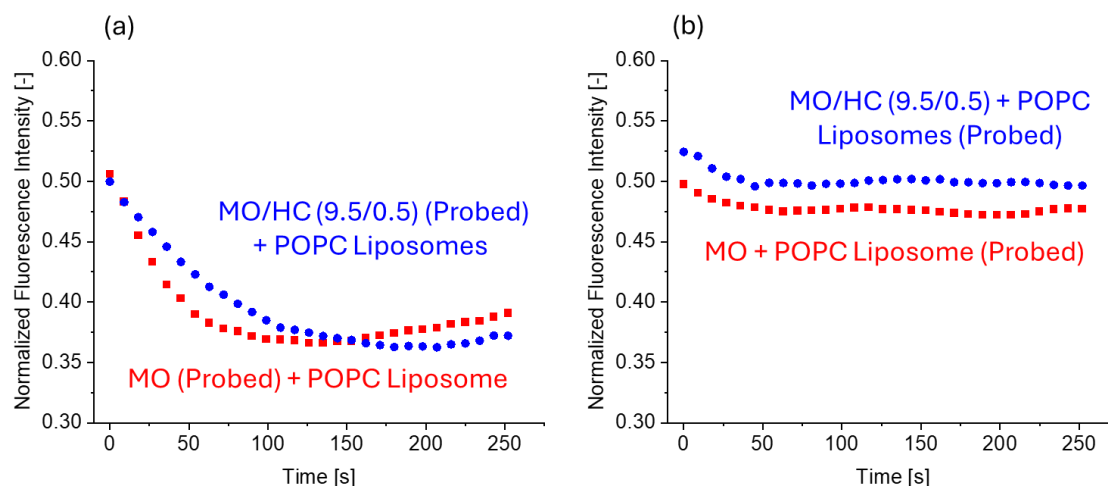 (a)
Normalized Fluorescence Intensity [-]
0.60
0.55
0.50
0.45
0.40
0.35
0.30
MO/HC (9.5/0.5) (Probed)
+ POPC Liposomes
MO (Probed) + POPC Liposome
0
50
100
150
200
250
Time [s]
(b)
Normalized Fluorescence Intensity [-]
0.60
0.55
0.50
0.45
0.40
0.35
0.30
MO/HC (9.5/0.5) + POPC
Liposomes (Probed)
MO + POPC Liposome (Probed)
0
50
100
150
200
250
Time [s]